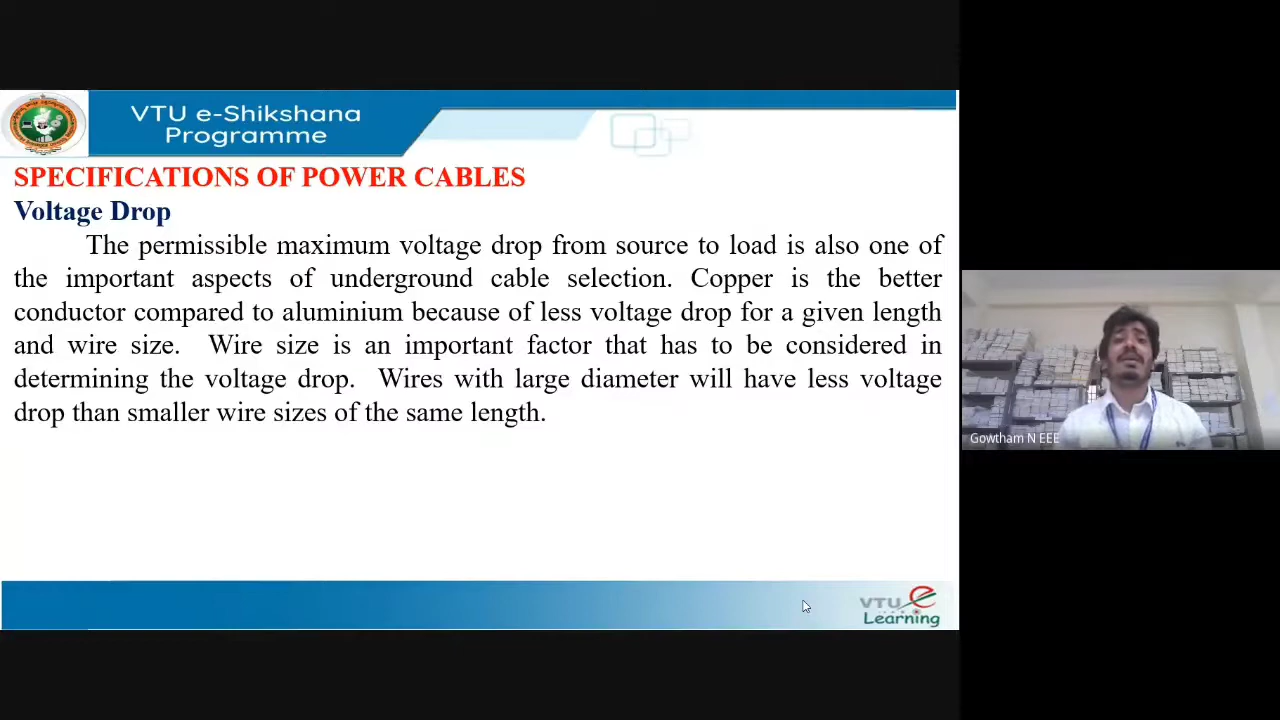 VTU e-Shikshana
Programme
SPECIFICATIONS OF POWER CABLES
Voltage Drop
The permissible maximum voltage drop from source to load is also one of
the important aspects of underground cable selection. Copper is the better
conductor compared to aluminium because of less voltage drop for a given length
and wire size. Wire size is an important factor that has to be considered in
determining the voltage drop. Wires with large diameter will have less voltage
drop than smaller wire sizes of the same length.
Gowtham N EEE
VTU e
Learning